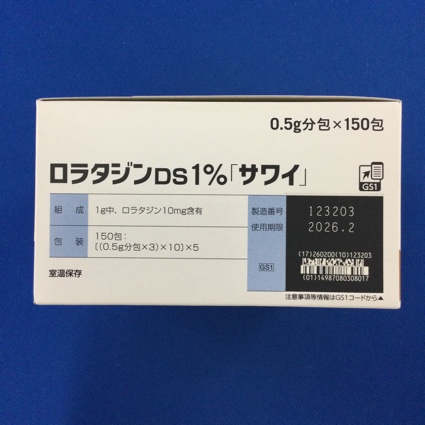 0.5g分包×150包
ロラタジンDS1%「サワイ」
GS1
組成 1g中、ロラタジン10mg含有
製造番号 123203
使用期限 2026.2
包装 150包:
[(0.5g分包×3)×10]×5
(17)260200(10)123203
GS1
(01)14987080308017
室温保存
注意事項等情報はGS1コードから▲